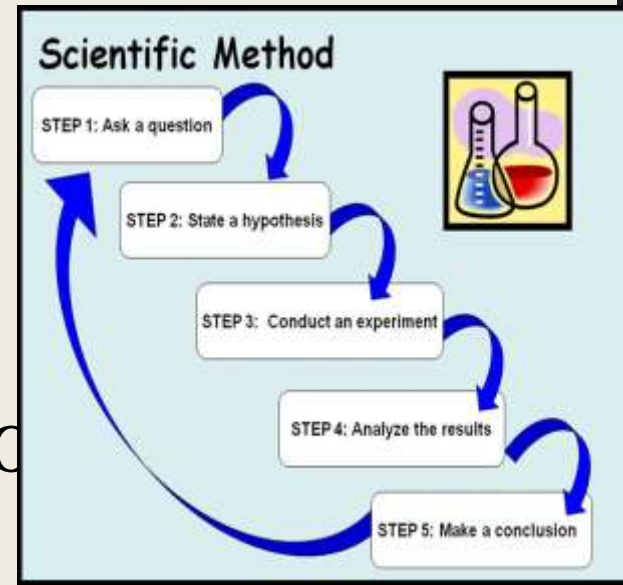 Scientific Method
STEP 1: Ask a question
STEP 2: State a hypothesis
STEP 3: Conduct an experiment
STEP 4: Analyze the results
STEP 5: Make a conclusion